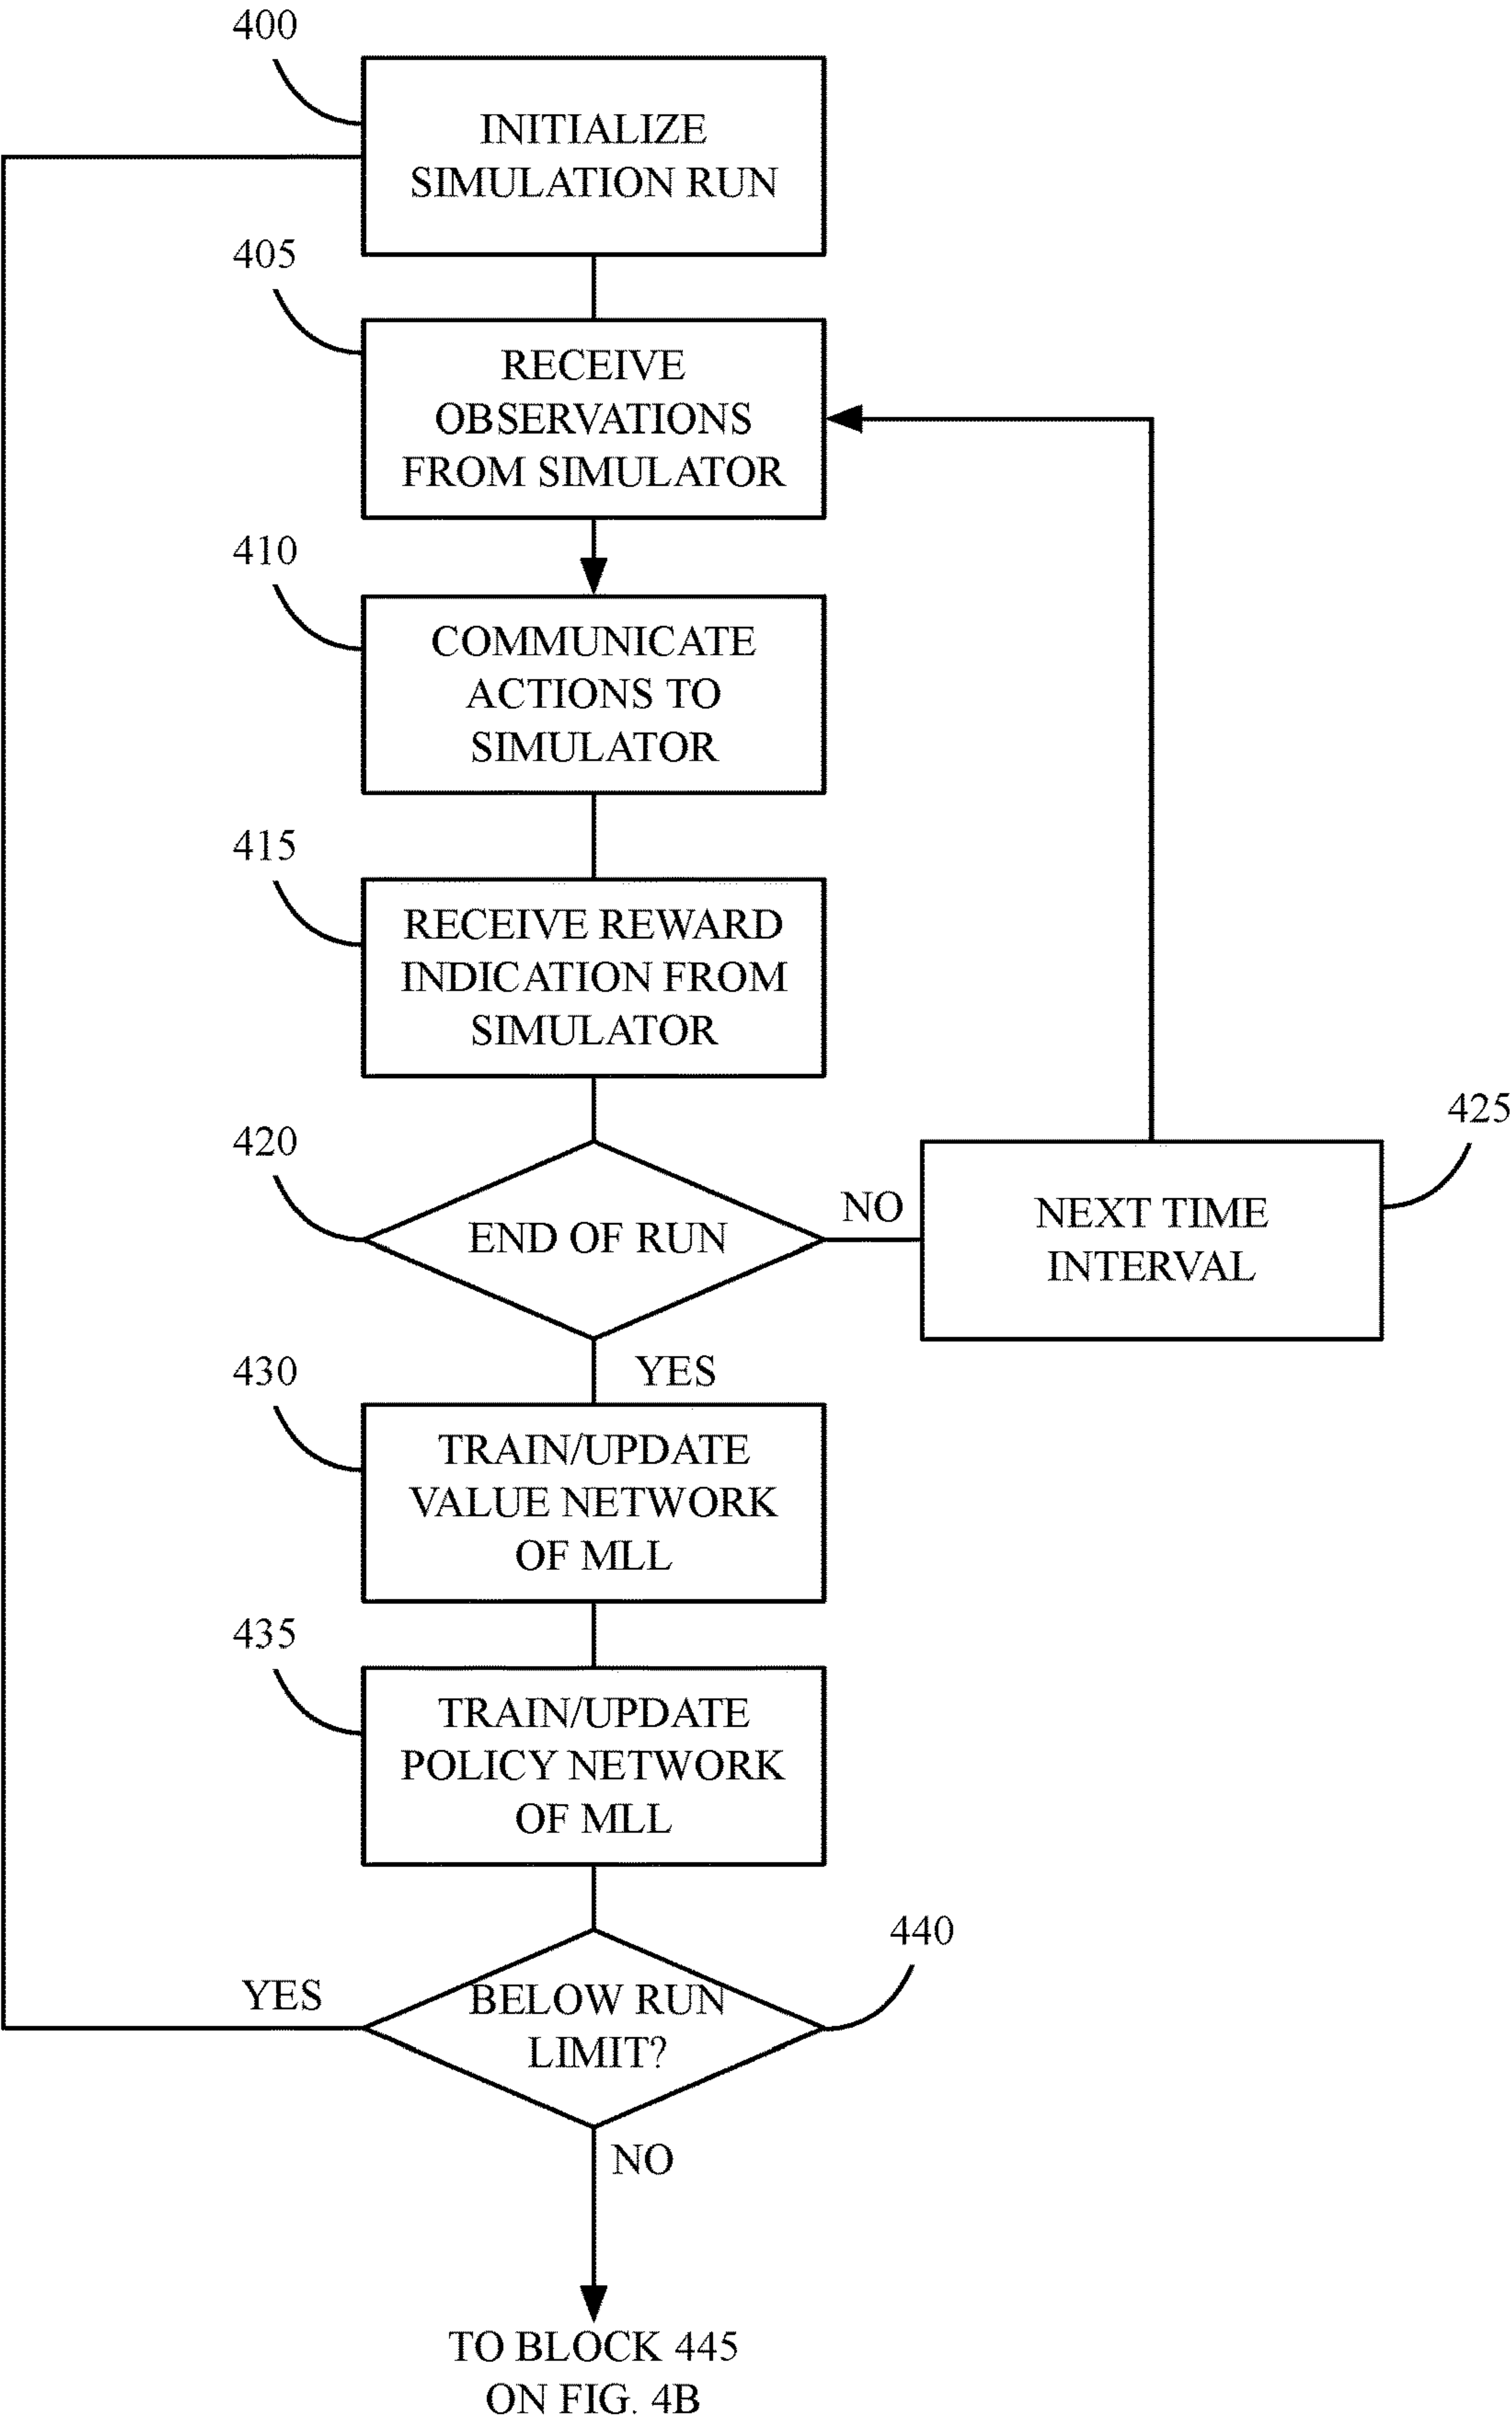 400
INITIALIZE
SIMULATION RUN
405
RECEIVE
OBSERVATIONS
FROM SIMULATOR
410
COMMUNICATE
ACTIONS TO
SIMULATOR
415
RECEIVE REWARD
INDICATION FROM
SIMULATOR
420
END OF RUN
NO
425
NEXT TIME
INTERVAL
YES
430
TRAIN/UPDATE
VALUE NETWORK
OF MLL
435
TRAIN/UPDATE
POLICY NETWORK
OF MLL
440
YES
BELOW RUN
LIMIT?
NO
TO BLOCK 445
ON FIG. 4B